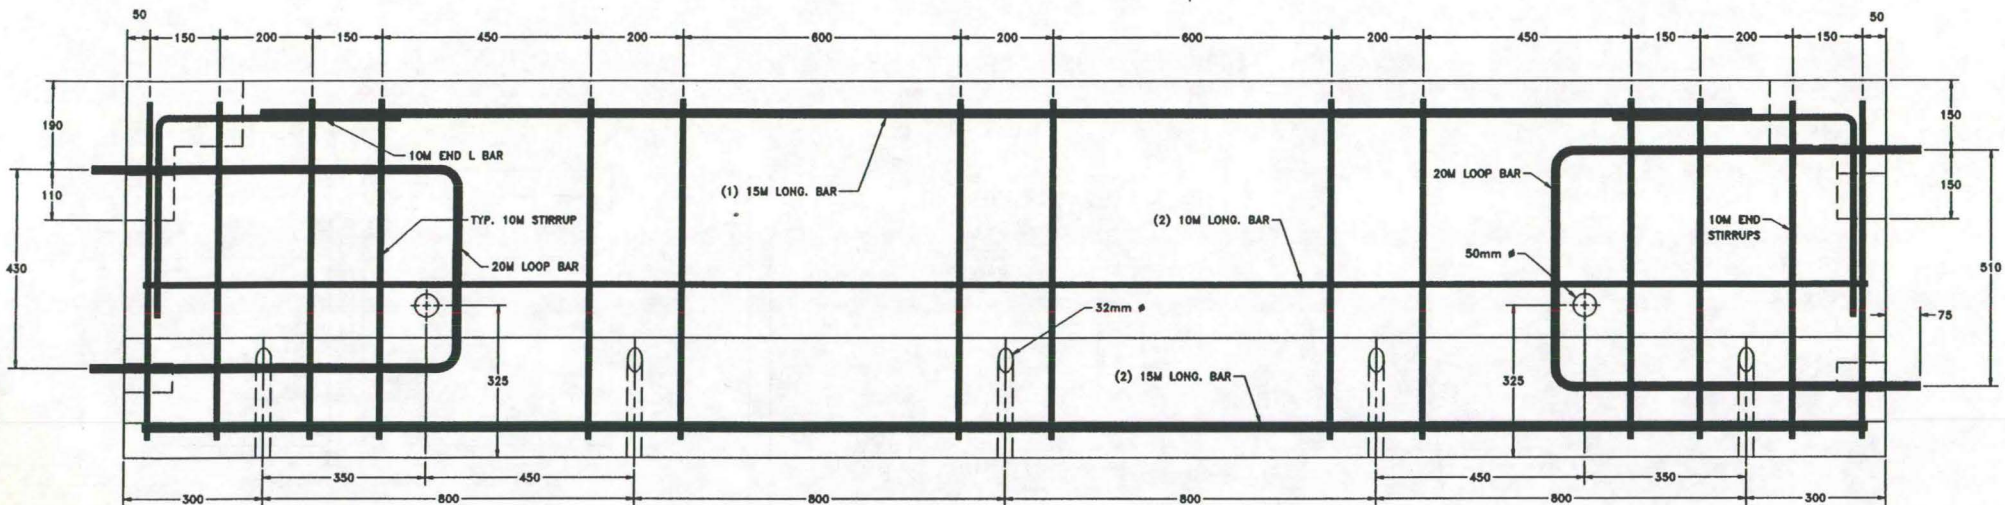 50
50
150 200 150 450 200 600 200 600 200 450 150 200 150
190
150
10M END L BAR
20M LOOP BAR
(1) 15M LONG. BAR
150
110
TYP. 10M STIRRUP
(2) 10M LONG. BAR
10M END
STIRRUPS
430
20M LOOP BAR
50mm ø
510
32mm ø
75
325
(2) 15M LONG. BAR
325
350 450 450 350
300 800 800 800 800 300